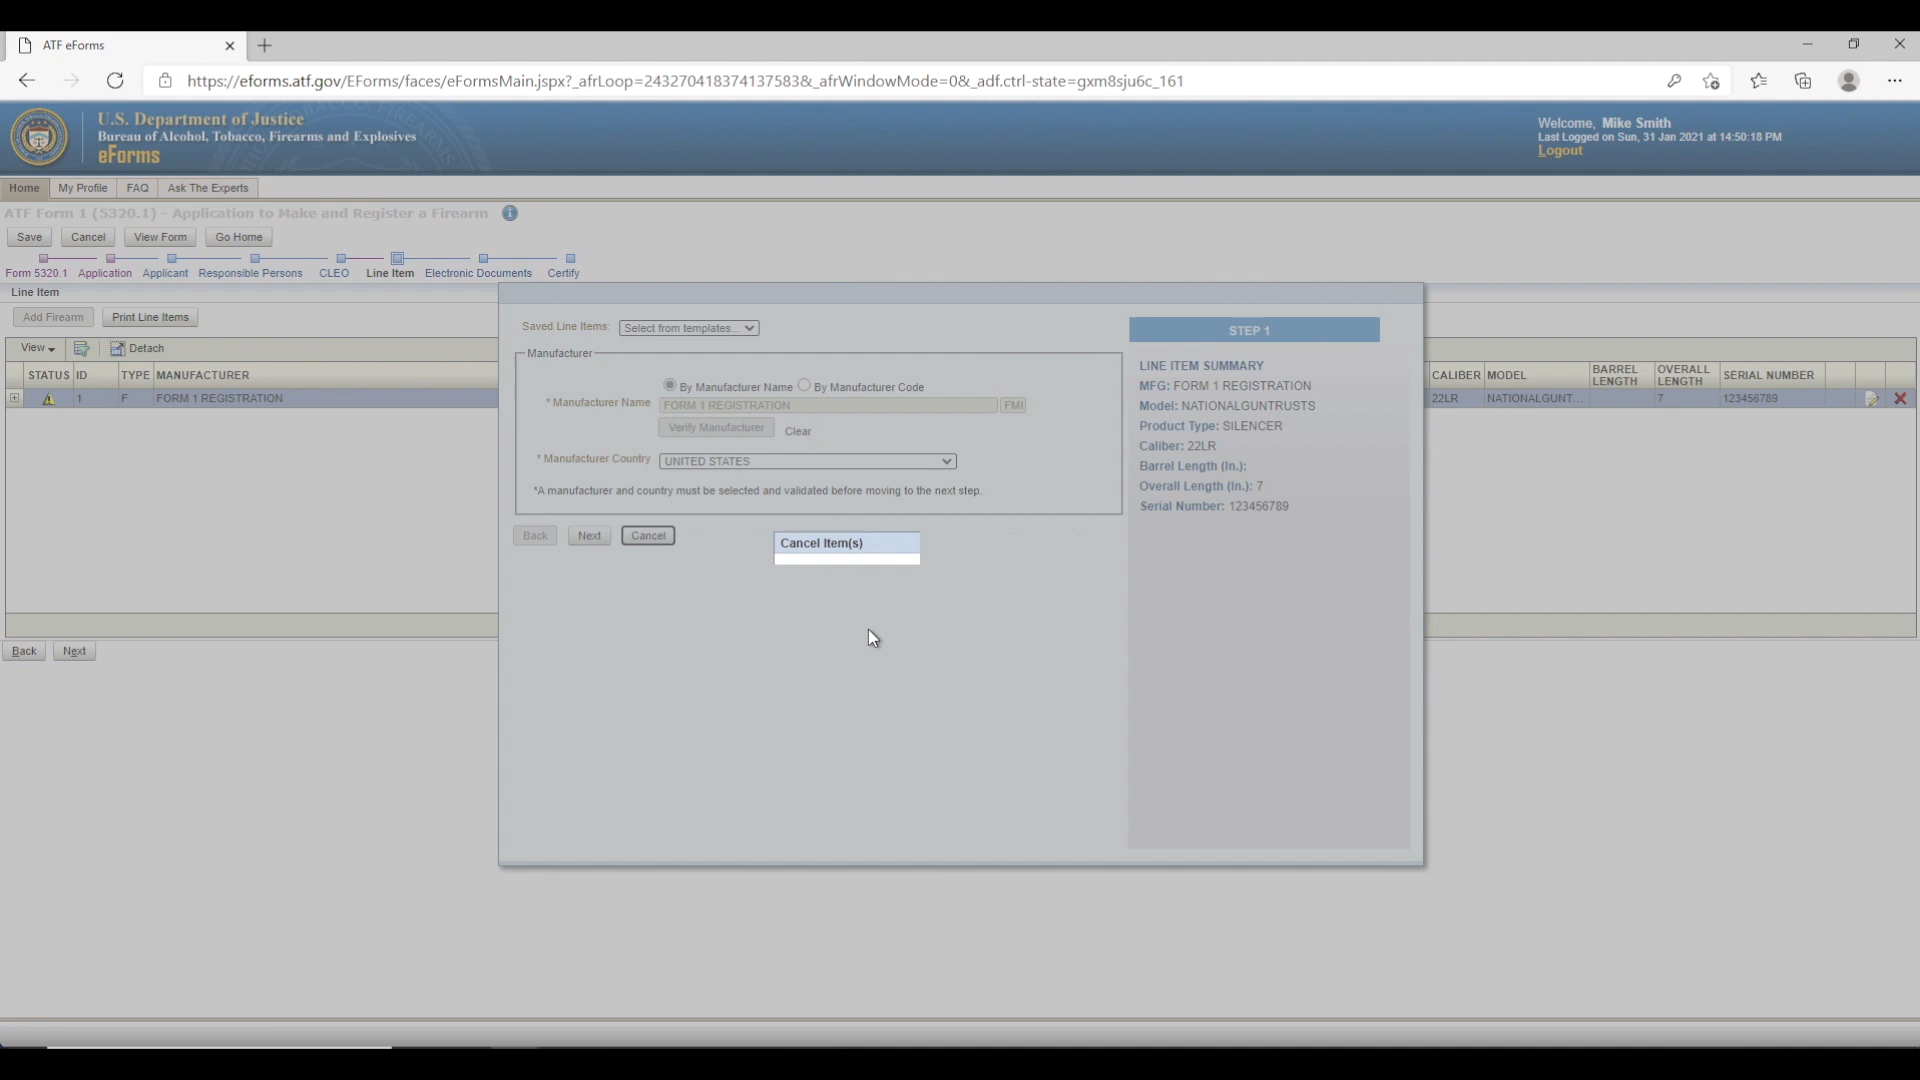 ATF eForms
https://eforms.atf.gov/EForms/faces/eFormsMain.jspx?_afrLoop=2432704183741375838&_afrWindowMode=0&_adf.ctrl-state=gxm8sju6c_161
U.S. Department of Justice
Bureau of Alcohol, Tobacco, Firearms and Explosives
eForms
Welcome, Mike Smith
Last Logged on Sun, 31 Jan 2021 at 14:50:18 PM
Logout
Home My Profile FAQ Ask The Experts
ATF Form 1 (5320.1) - Application to Make and Register a Firearm
Save Cancel View Form Go Home
Form 5320.1 Application Applicant Responsible Persons CLEO Line Item Electronic Documents Certify
Line Item
Add Firearm Print Line Items
View Detach
STATUS ID TYPE MANUFACTURER CALIBER MODEL BARREL LENGTH OVERALL LENGTH SERIAL NUMBER
1 F FORM 1 REGISTRATION 22LR NATIONALGUNT... 7 123456789
Saved Line Items: Select from templates...
Manufacturer
By Manufacturer Name By Manufacturer Code
* Manufacturer Name FORM 1 REGISTRATION FMI
Verify Manufacturer Clear
* Manufacturer Country UNITED STATES
*A manufacturer and country must be selected and validated before moving to the next step.
Back Next Cancel
Cancel Item(s)
STEP 1
LINE ITEM SUMMARY
MFG: FORM 1 REGISTRATION
Model: NATIONALGUNTRUSTS
Product Type: SILENCER
Caliber: 22LR
Barrel Length (In.):
Overall Length (In.): 7
Serial Number: 123456789
Back Next